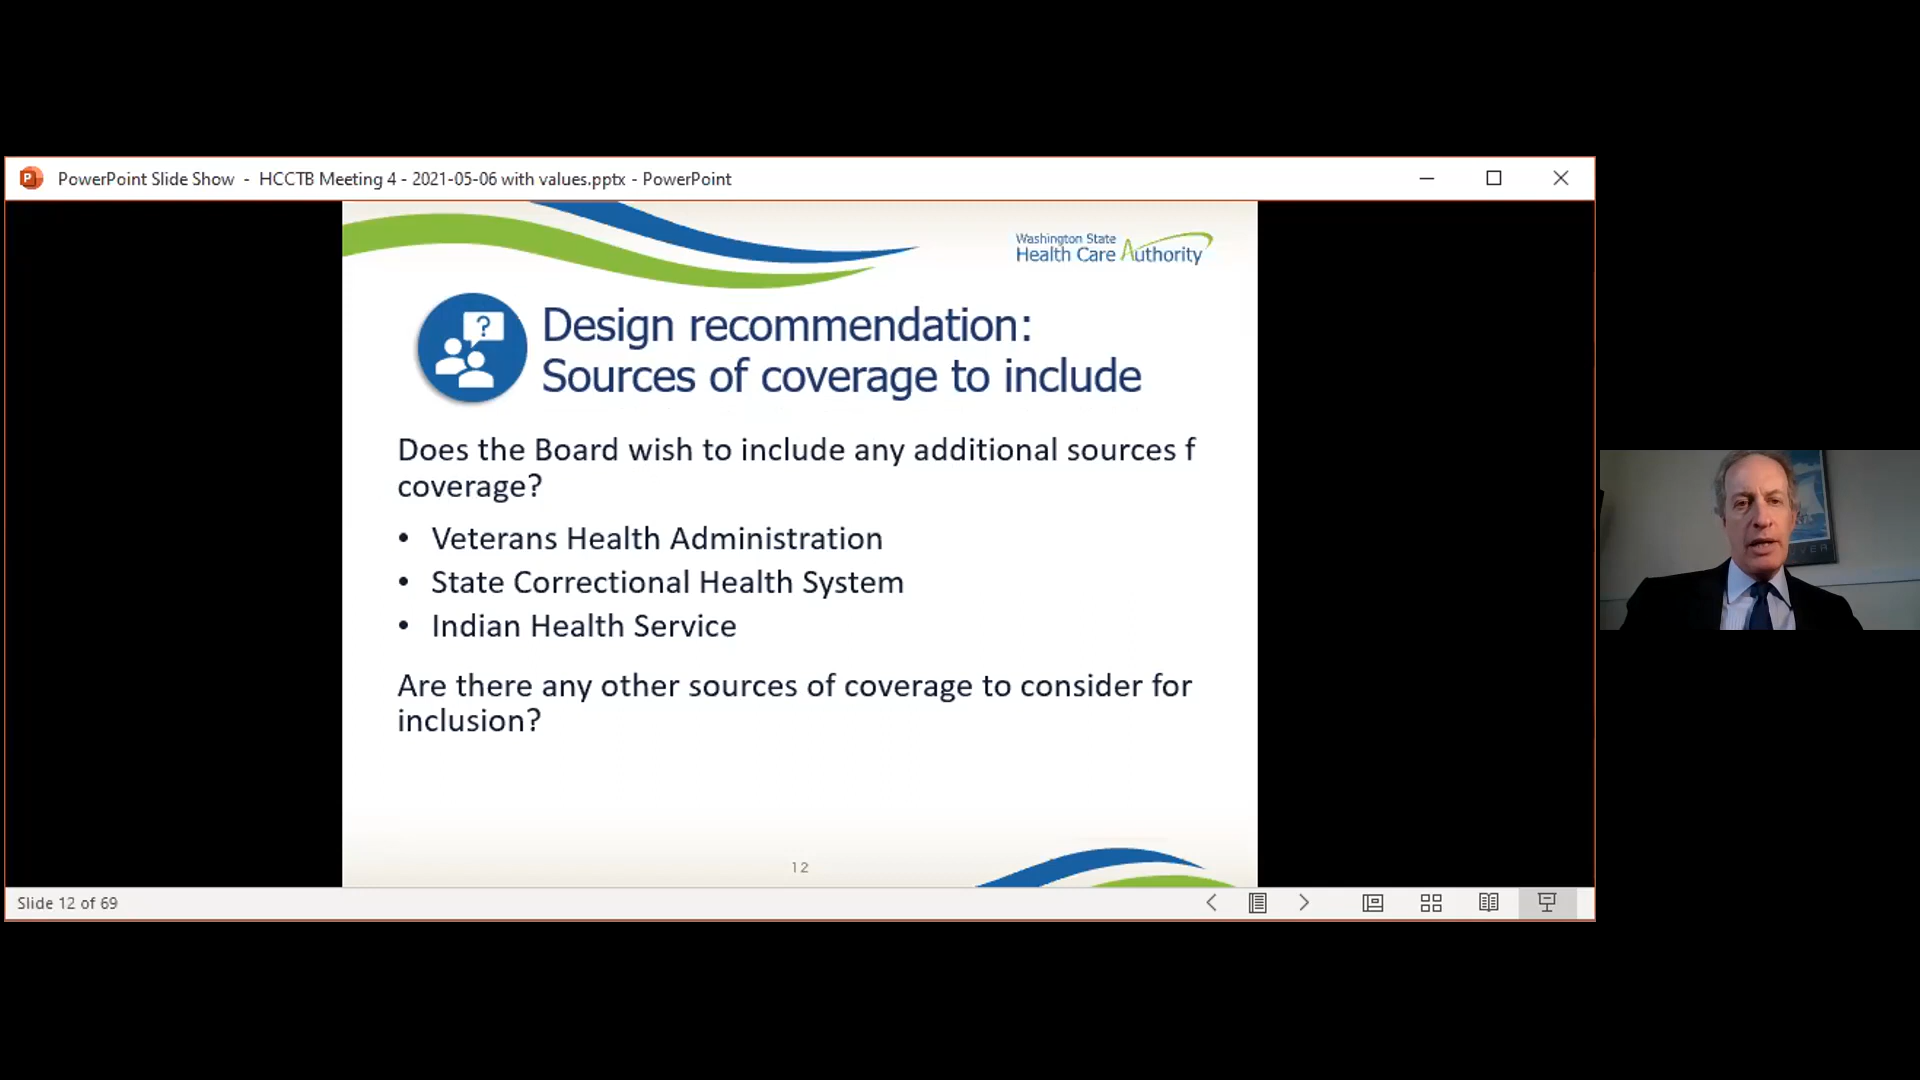 PowerPoint Slide Show - HCCTB Meeting 4 - 2021-05-06 with values.pptx - PowerPoint
Washington State
Health Care Authority
?
Design recommendation:
Sources of coverage to include
Does the Board wish to include any additional sources f
coverage?
• Veterans Health Administration
• State Correctional Health System
• Indian Health Service
Are there any other sources of coverage to consider for
inclusion?
12
Slide 12 of 69